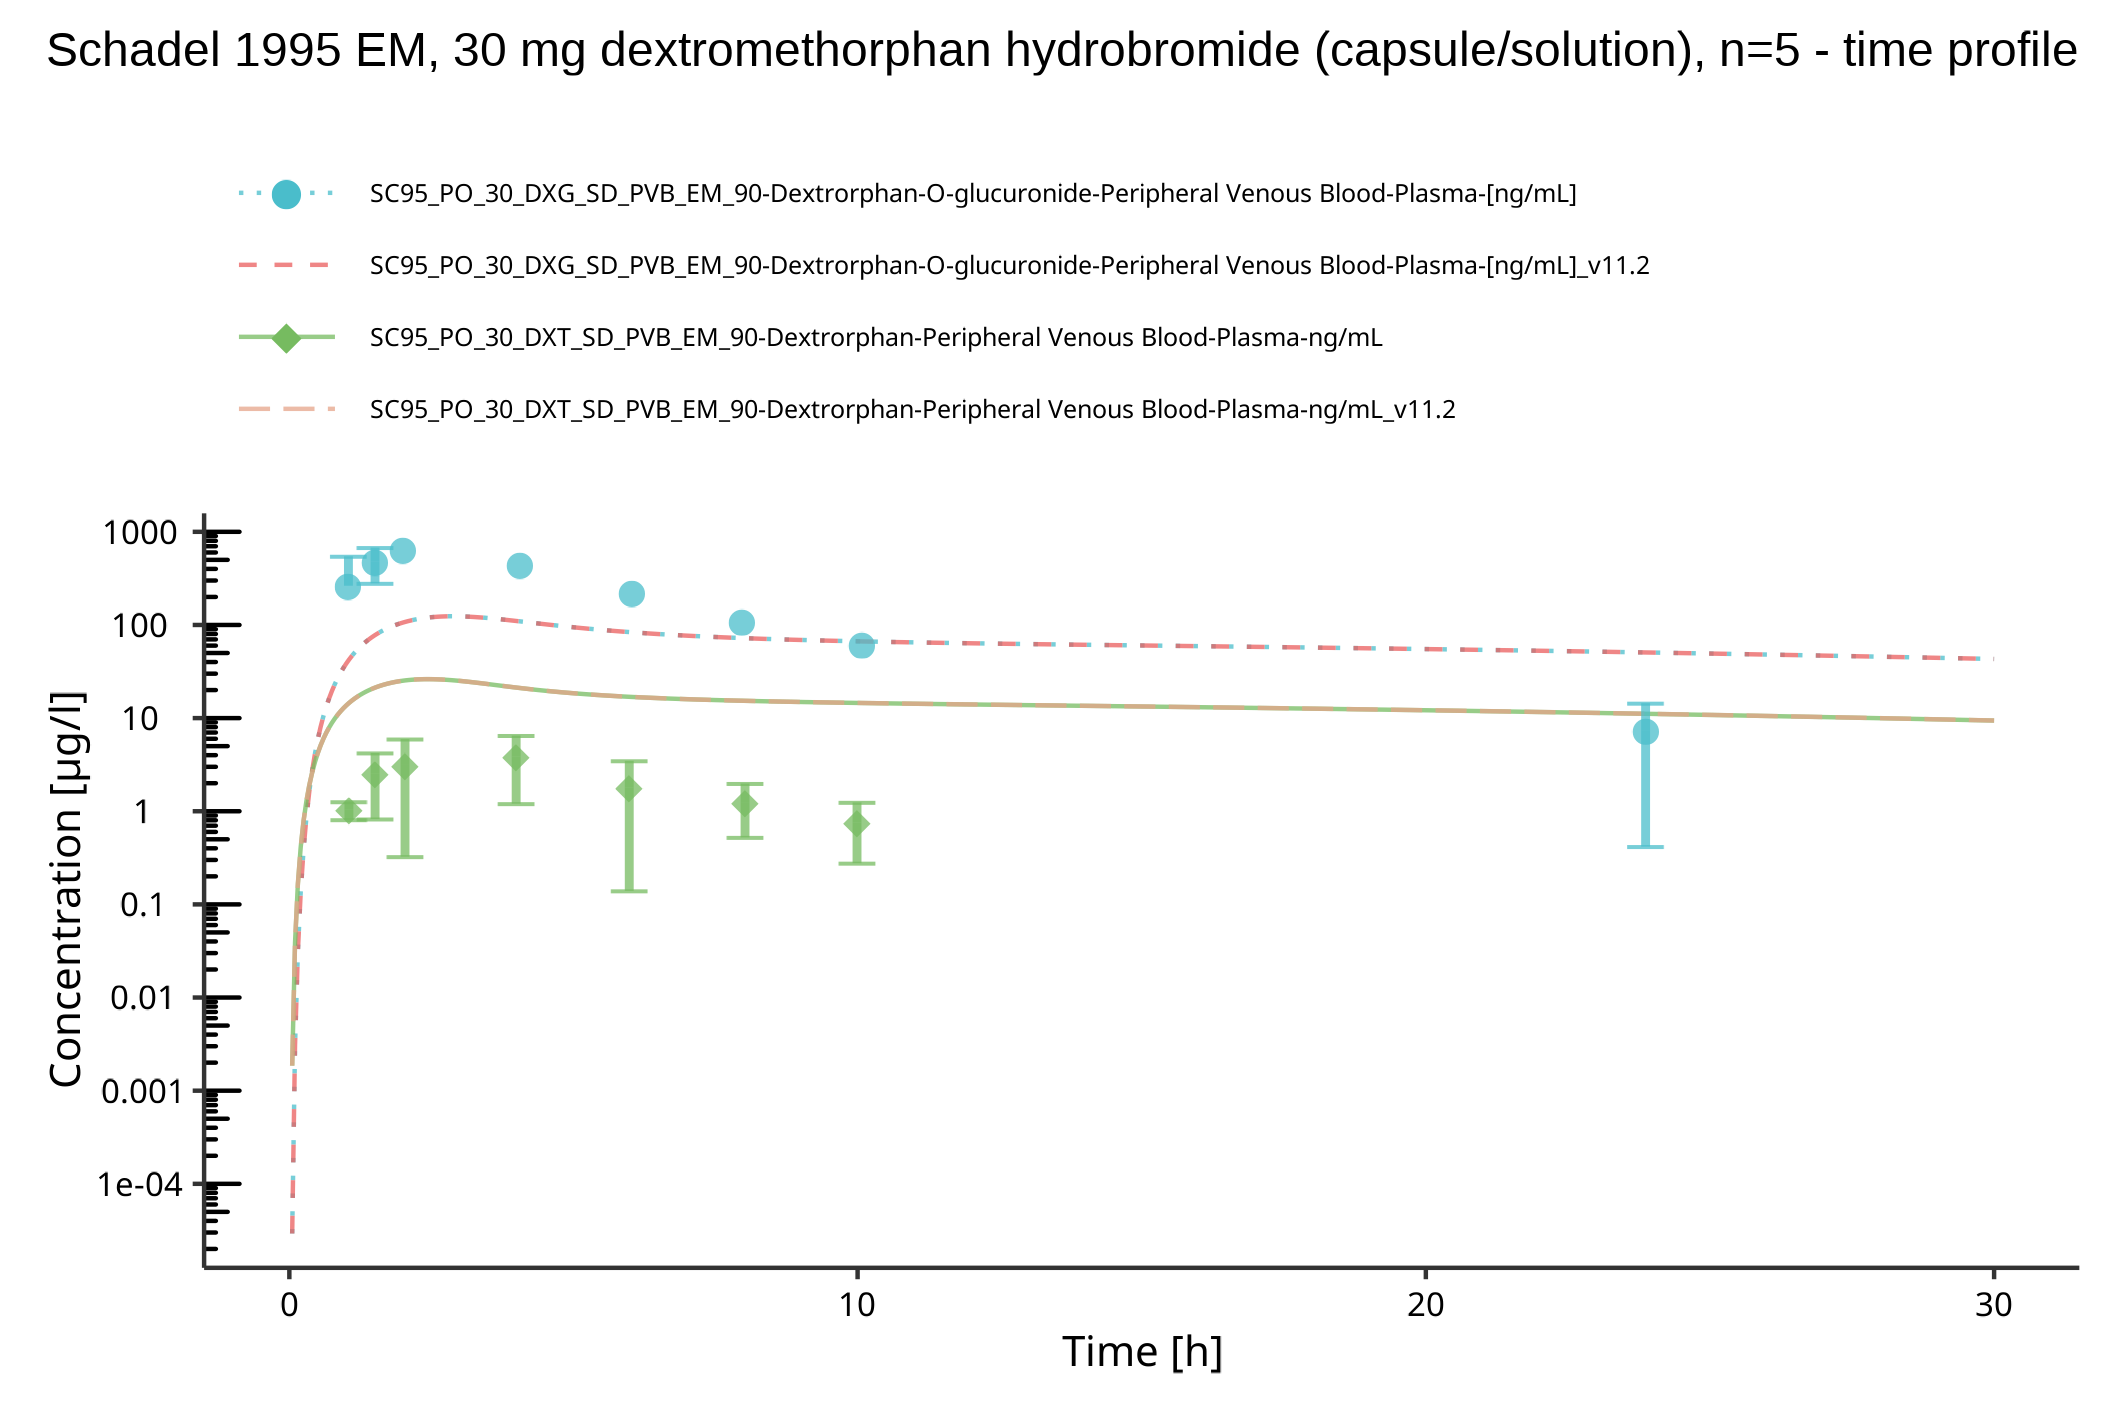 Schadel 1995 EM, 30 mg dextromethorphan hydrobromide (capsule/solution), n=5 - time profile
SC95_PO_30_DXG_SD_PVB_EM_90-Dextrorphan-O-glucuronide-Peripheral Venous Blood-Plasma-[ng/mL]
SC95_PO_30_DXG_SD_PVB_EM_90-Dextrorphan-O-glucuronide-Peripheral Venous Blood-Plasma-[ng/mL]_v11.2
SC95_PO_30_DXT_SD_PVB_EM_90-Dextrorphan-Peripheral Venous Blood-Plasma-ng/mL
SC95_PO_30_DXT_SD_PVB_EM_90-Dextrorphan-Peripheral Venous Blood-Plasma-ng/mL_v11.2
Concentration [µg/l]
1000
100
10
1
0.1
0.01
0.001
1e-04
0 10 20 30
Time [h]